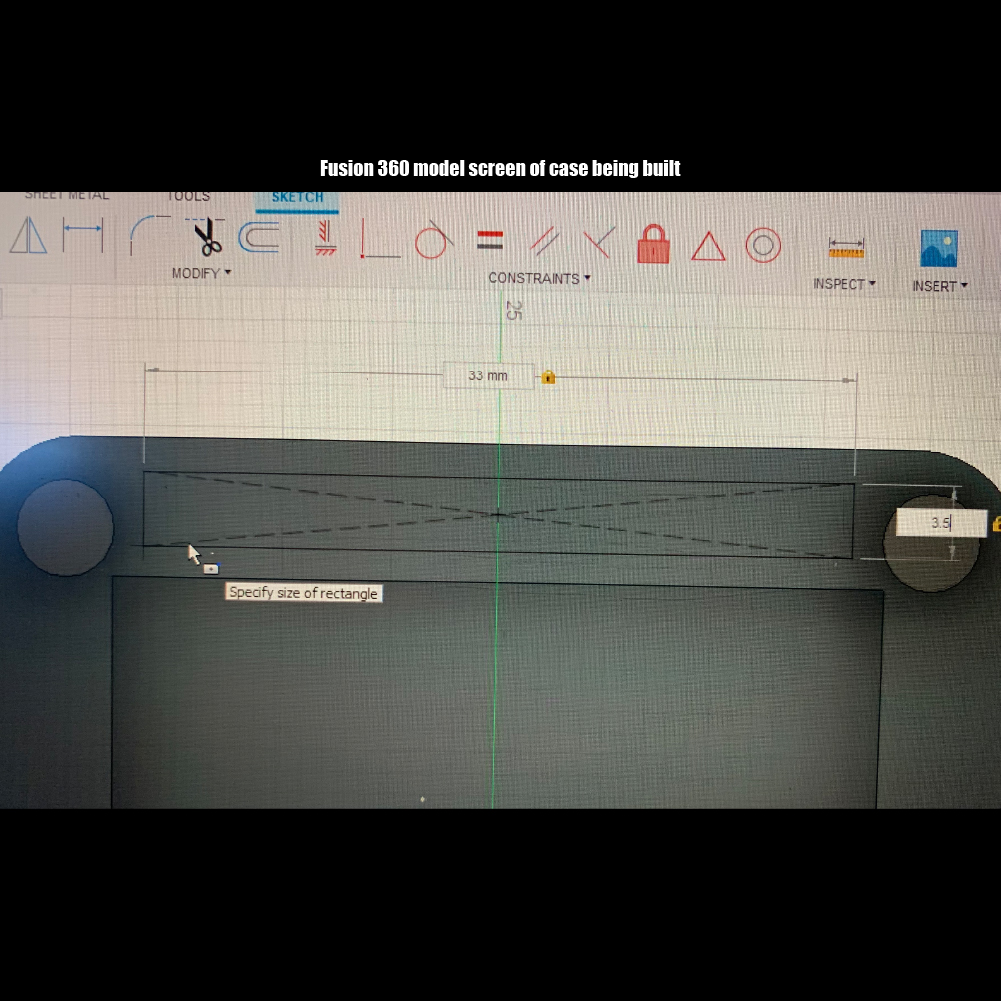 Fusion 360 model screen of case being built
SHEET METAL
TOOLS
SKETCH
MODIFY
CONSTRAINTS
INSPECT
INSERT
25
33 mm
3.5
Specify size of rectangle